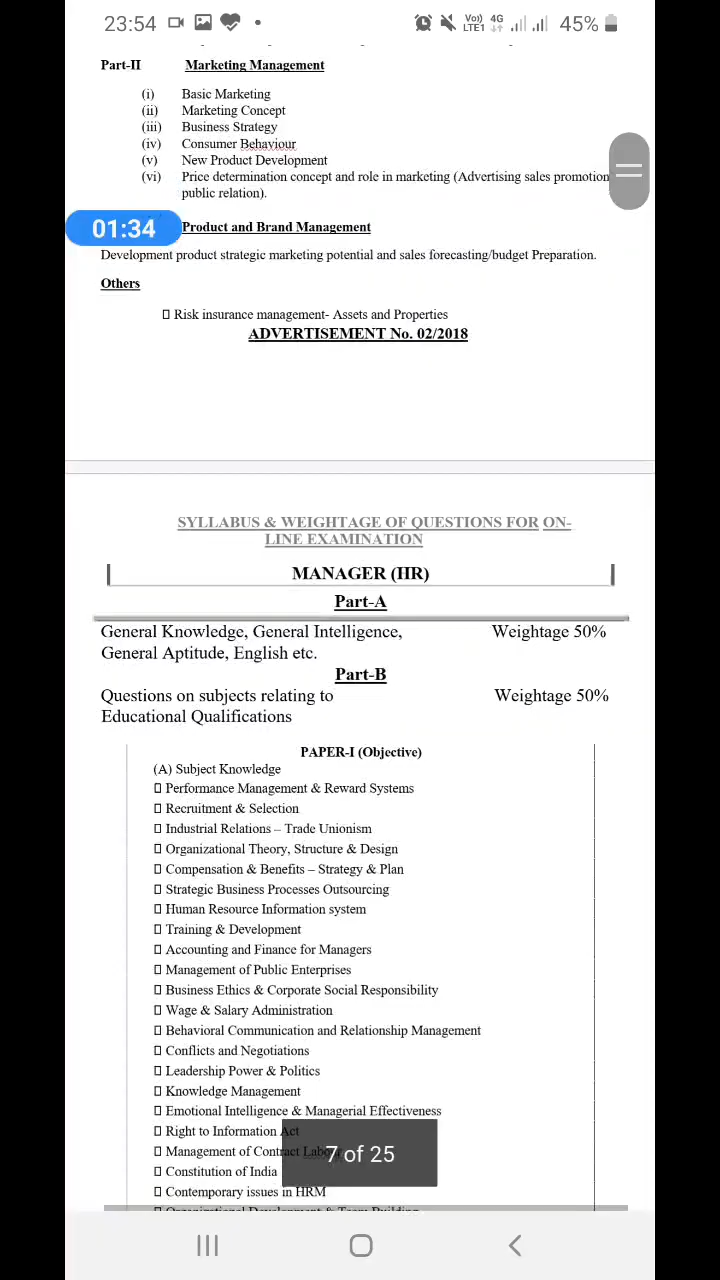 23:54 Vo)) 4G LTE1 45%
Part-II Marketing Management
(i) Basic Marketing
(ii) Marketing Concept
(iii) Business Strategy
(iv) Consumer Behaviour
(v) New Product Development
(vi) Price determination concept and role in marketing (Advertising sales promotion
public relation).
01:34 Product and Brand Management
Development product strategic marketing potential and sales forecasting/budget Preparation.
Others
Risk insurance management- Assets and Properties
ADVERTISEMENT No. 02/2018
SYLLABUS & WEIGHTAGE OF QUESTIONS FOR ON-
LINE EXAMINATION
MANAGER (HR)
Part-A
General Knowledge, General Intelligence, Weightage 50%
General Aptitude, English etc.
Part-B
Questions on subjects relating to Weightage 50%
Educational Qualifications
PAPER-I (Objective)
(A) Subject Knowledge
Performance Management & Reward Systems
Recruitment & Selection
Industrial Relations – Trade Unionism
Organizational Theory, Structure & Design
Compensation & Benefits – Strategy & Plan
Strategic Business Processes Outsourcing
Human Resource Information system
Training & Development
Accounting and Finance for Managers
Management of Public Enterprises
Business Ethics & Corporate Social Responsibility
Wage & Salary Administration
Behavioral Communication and Relationship Management
Conflicts and Negotiations
Leadership Power & Politics
Knowledge Management
Emotional Intelligence & Managerial Effectiveness
Right to Information Act
Management of Contract Labour
7 of 25
Constitution of India
Contemporary issues in HRM
Organizational Development & Team Building